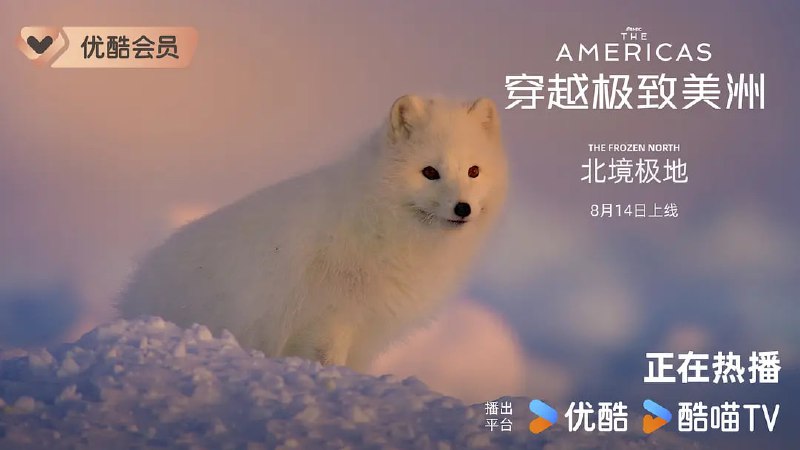 优酷会员
THE
AMERICAS
穿越极致美洲
THE FROZEN NORTH
北境极地
8月14日上线
正在热播
播出
平台
优酷
酷喵TV